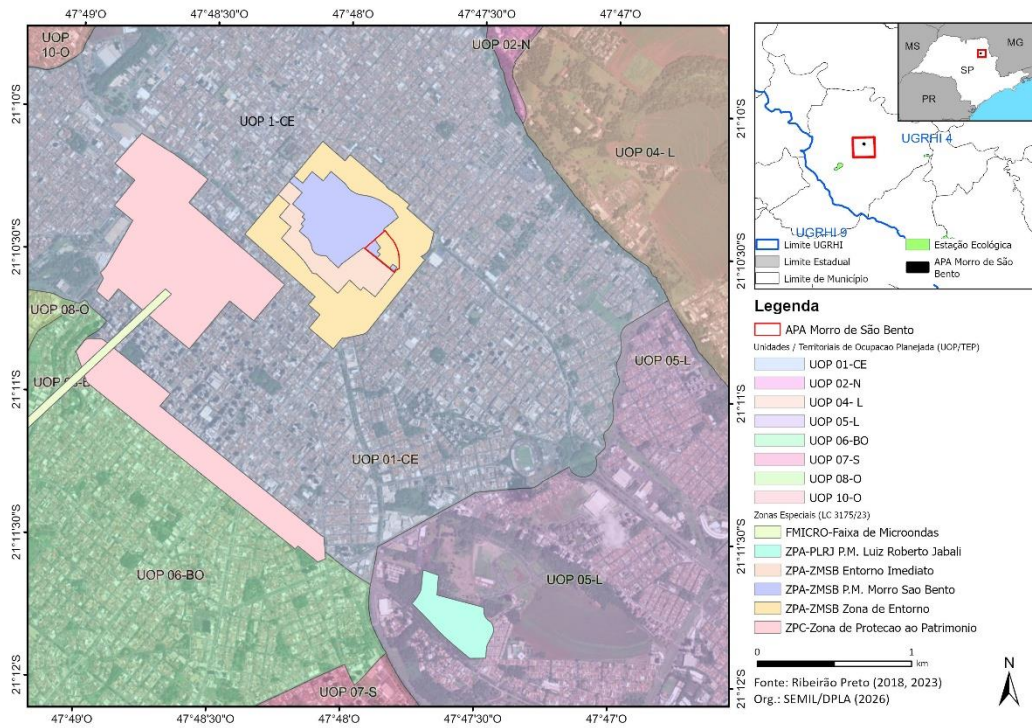 47°49'O
47°48'30"O
47°48'O
47°47'30"O
47°47'O
21°10'S
21°10'30"S
21°11'S
21°11'30"S
21°12'S
UOP
10-O
UOP 02-N
UOP 1-CE
UOP 04- L
UOP 08-O
UOP 05-L
UOP 01-CE
UOP 06-BO
UOP 05-L
UOP 07-S
47°49'O
47°48'30"O
47°48'O
47°47'30"O
47°47'O
21°10'S
21°10'30"S
21°11'S
21°11'30"S
21°12'S
MS
MG
SP
PR
UGRHI 4
UGRHI 9
Limite UGRHI
Limite Estadual
Limite de Município
Estação Ecológica
APA Morro de São
Bento
Legenda
APA Morro de São Bento
Unidades / Territoriais de Ocupacao Planejada (UOP/TEP)
UOP 01-CE
UOP 02-N
UOP 04- L
UOP 05-L
UOP 06-BO
UOP 07-S
UOP 08-O
UOP 10-O
Zonas Especiais (LC 3175/23)
FMICRO-Faixa de Microondas
ZPA-PLRJ P.M. Luiz Roberto Jabali
ZPA-ZMSB Entorno Imediato
ZPA-ZMSB P.M. Morro Sao Bento
ZPA-ZMSB Zona de Entorno
ZPC-Zona de Protecao ao Patrimonio
0 1
km
Fonte: Ribeirão Preto (2018, 2023)
Org.: SEMIL/DPLA (2026)
N